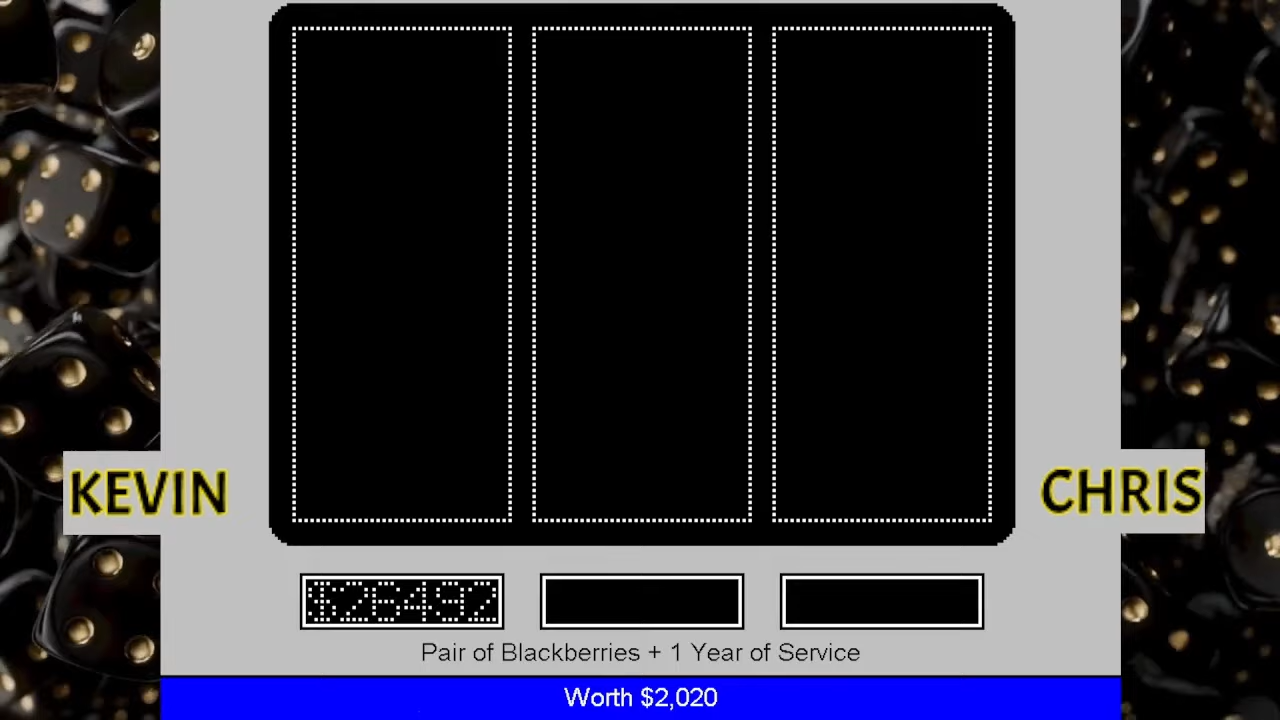 KEVIN
CHRIS
$26492
Pair of Blackberries + 1 Year of Service
Worth $2,020